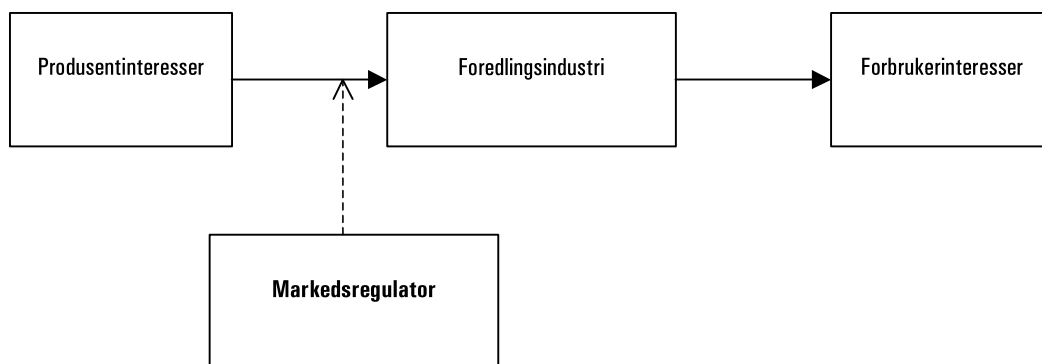 Produsentinteresser
Foredlingsindustri
Forbrukerinteresser
Markedsregulator